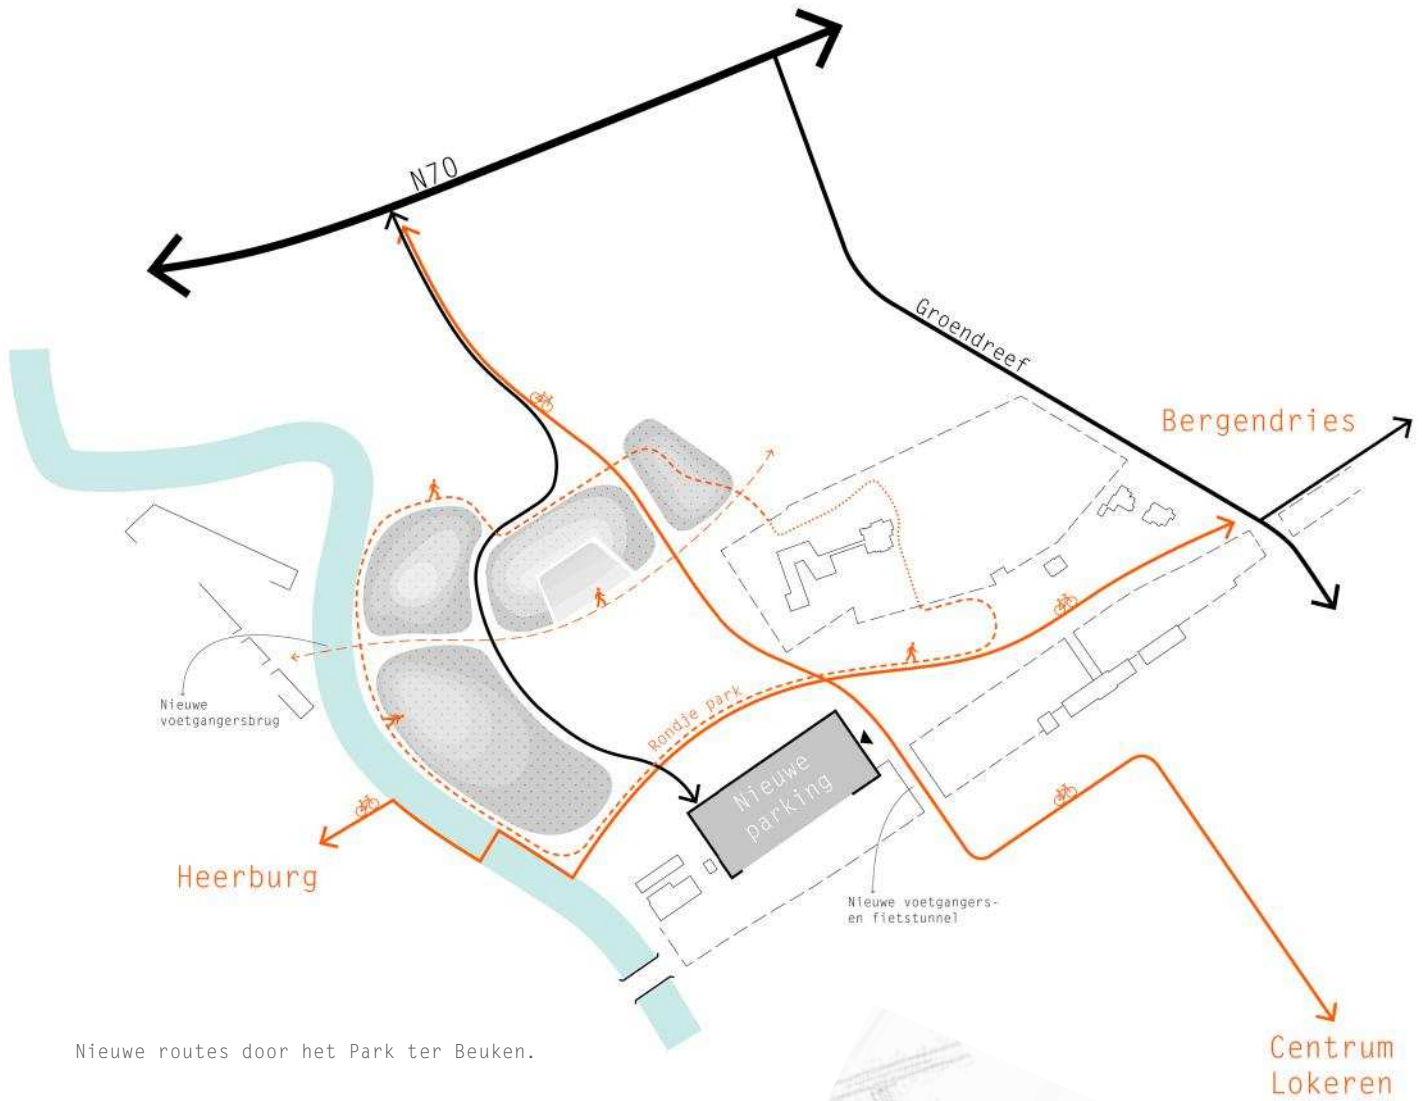 N70
Groendreef
Bergendries
Nieuwe
voetgangersbrug
Rondje park
Nieuwe
parking
Heerburg
Nieuwe voetgangers-
en fietstunnel
Nieuwe routes door het Park ter Beuken.
Centrum
Lokeren